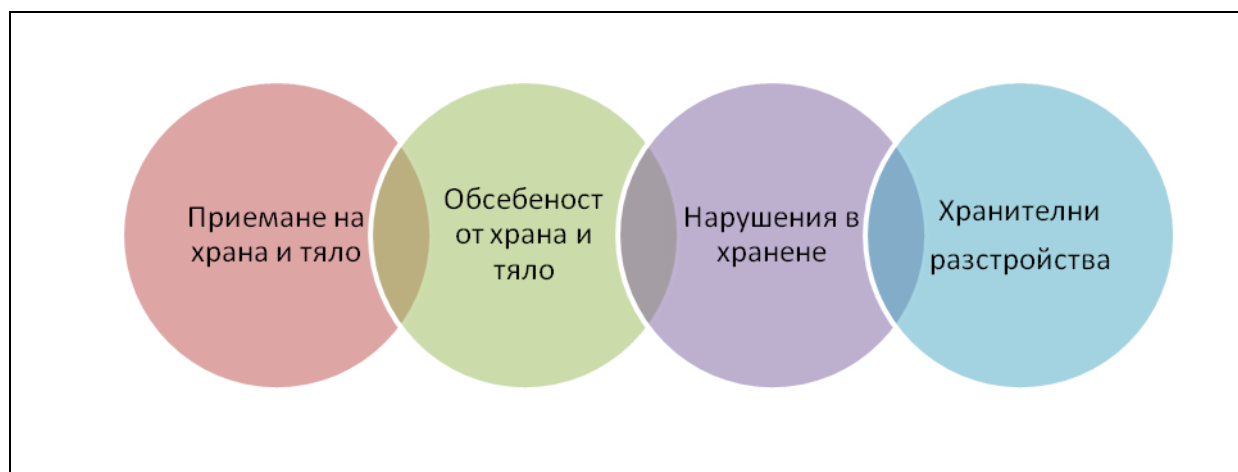 Приемане на
храна и тяло
Обсебеност
от храна и
тяло
Нарушения в
хранене
Хранителни
разстройства